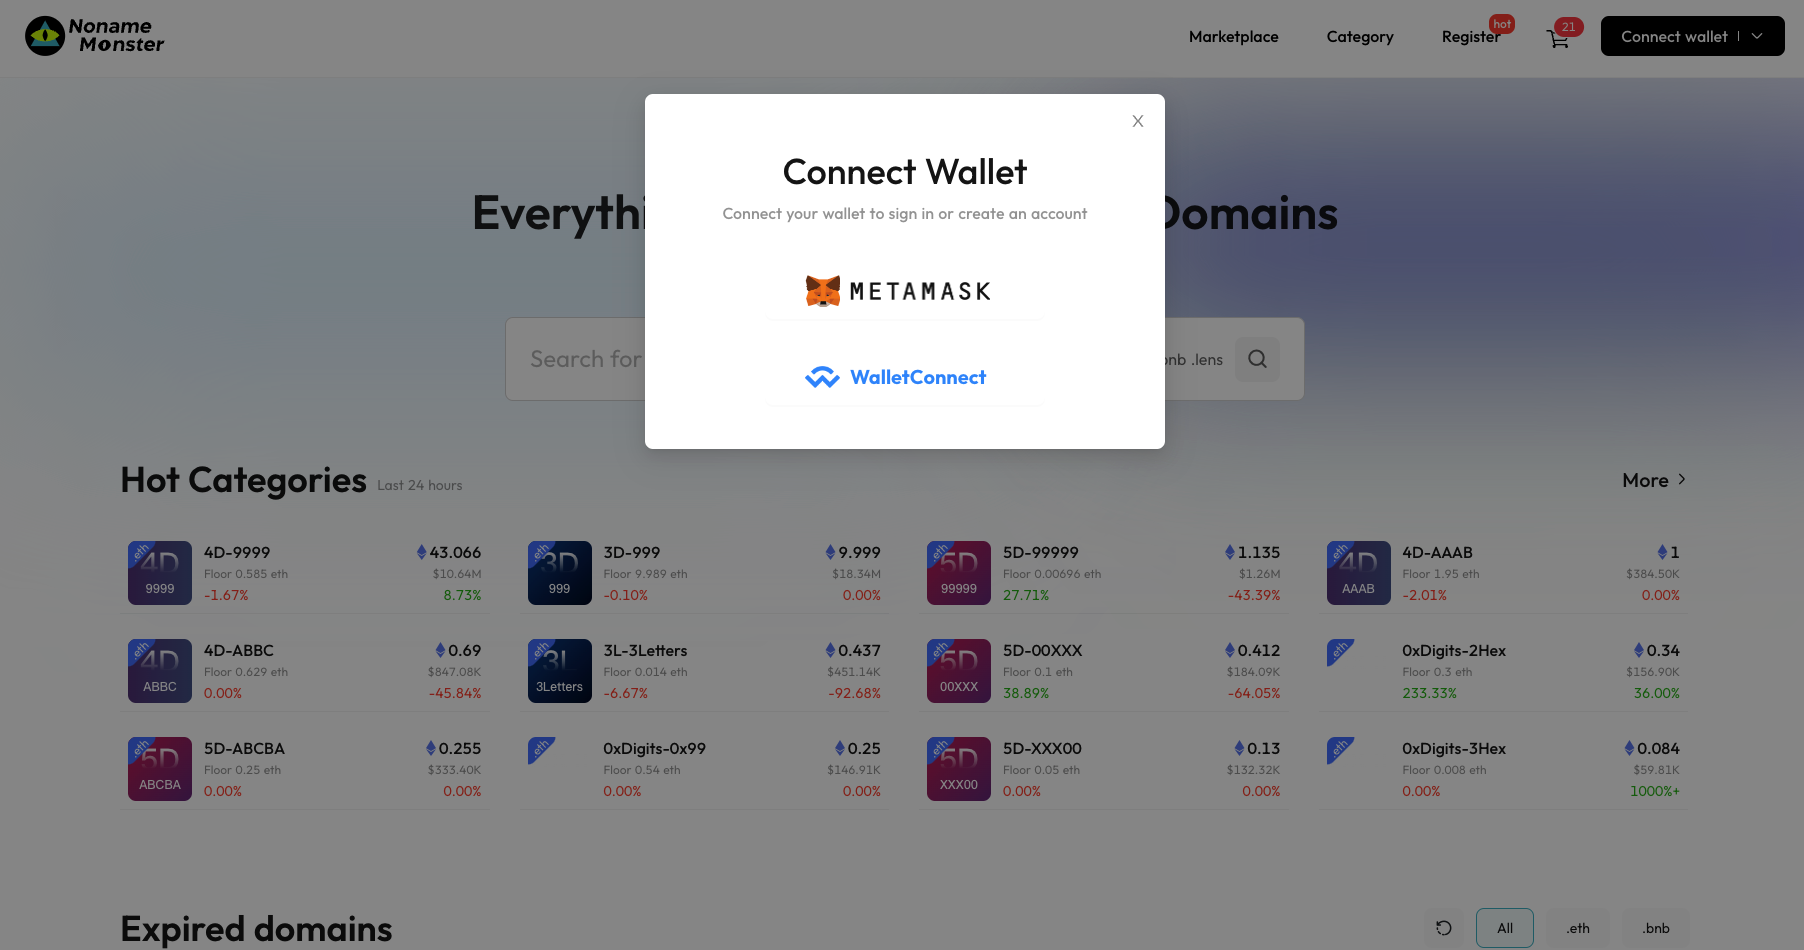 Noname
Monster
Marketplace
Category
Register
hot
21
Connect wallet
X
Connect Wallet
Connect your wallet to sign in or create an account
METAMASK
WalletConnect
Domains
Search for
.lens
Hot Categories
Last 24 hours
More
.eth
4D
9999
4D-9999
43.066
Floor 0.585 eth
$10.64M
-1.67%
8.73%
.eth
3D
999
3D-999
9.999
Floor 9.989 eth
$18.34M
-0.10%
0.00%
.eth
5D
99999
5D-99999
1.135
Floor 0.00696 eth
$1.26M
27.71%
-43.39%
.eth
4D
AAAB
4D-AAAB
1
Floor 1.95 eth
$384.50K
-2.01%
0.00%
.eth
4D
ABBC
4D-ABBC
0.69
Floor 0.629 eth
$847.08K
0.00%
-45.84%
.eth
3L
3Letters
3L-3Letters
0.437
Floor 0.014 eth
$451.14K
-6.67%
-92.68%
.eth
5D
00XXX
5D-00XXX
0.412
Floor 0.1 eth
$184.09K
38.89%
-64.05%
.eth
0xDigits-2Hex
0.34
Floor 0.3 eth
$156.90K
233.33%
36.00%
.eth
5D
ABCBA
5D-ABCBA
0.255
Floor 0.25 eth
$333.40K
0.00%
0.00%
.eth
0xDigits-0x99
0.25
Floor 0.54 eth
$146.91K
0.00%
0.00%
.eth
5D
XXX00
5D-XXX00
0.13
Floor 0.05 eth
$132.32K
0.00%
0.00%
.eth
0xDigits-3Hex
0.084
Floor 0.008 eth
$59.81K
0.00%
1000%+
Expired domains
All
.eth
.bnb